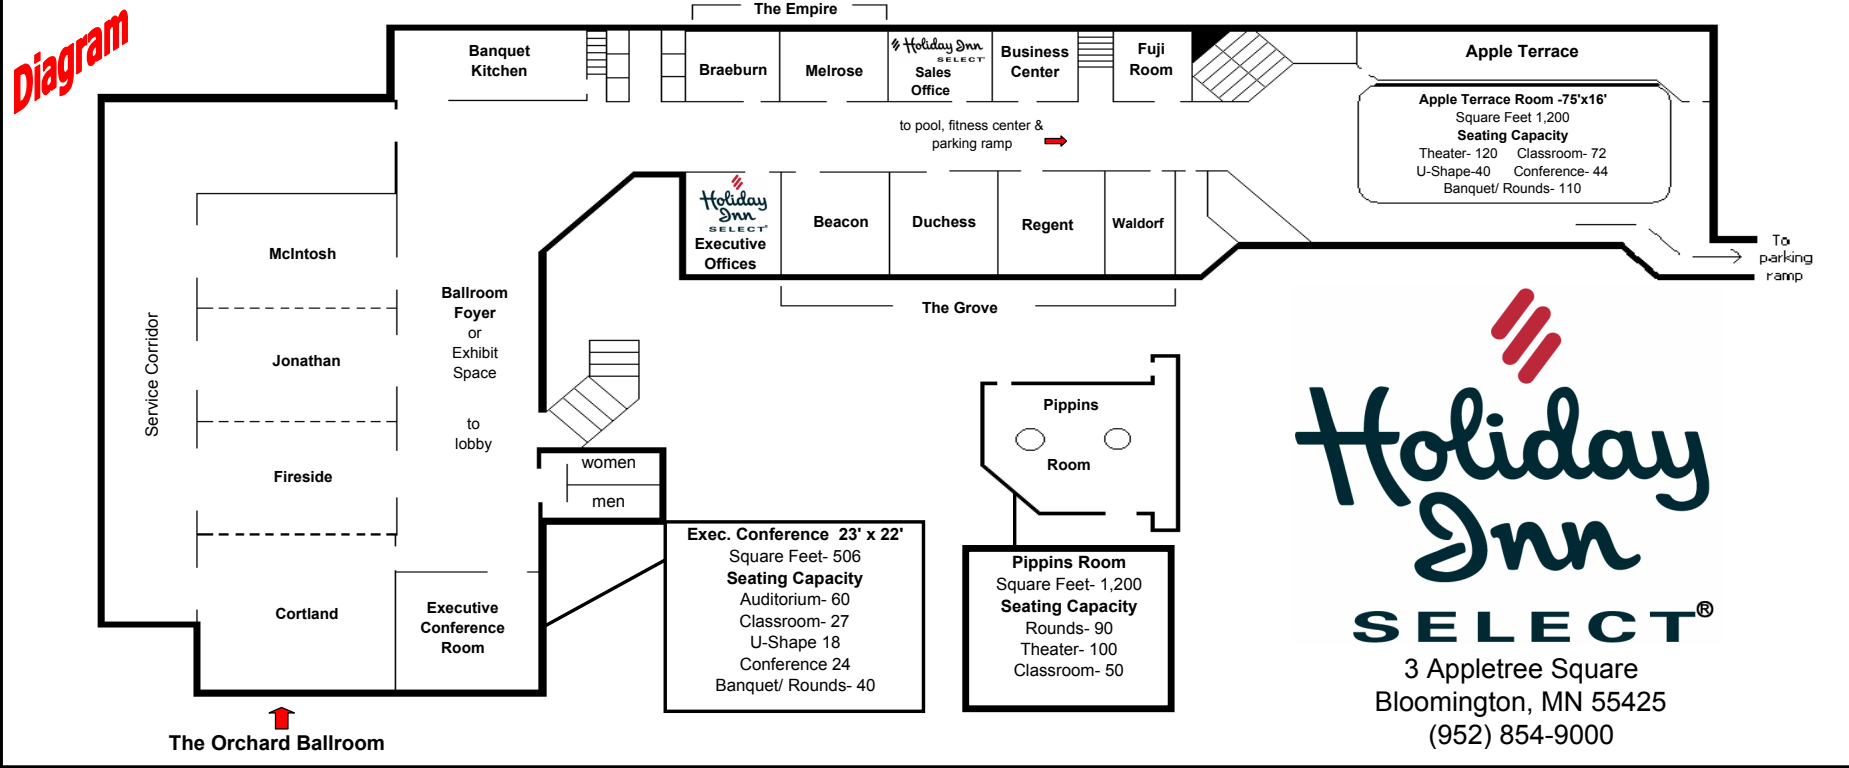 Diagram
The Empire
Banquet
Kitchen
Braeburn
Melrose
Holiday Inn
SELECT®
Sales
Office
Business
Center
Fuji
Room
Apple Terrace
Apple Terrace Room -75'x16'
Square Feet 1,200
Seating Capacity
Theater- 120 Classroom- 72
U-Shape-40 Conference- 44
Banquet/ Rounds- 110
to pool, fitness center &
parking ramp
Holiday
Inn
SELECT®
Executive
Offices
Beacon
Duchess
Regent
Waldorf
To
parking
ramp
The Grove
McIntosh
Jonathan
Fireside
Cortland
Service Corridor
Ballroom
Foyer
or
Exhibit
Space
to
lobby
women
men
Executive
Conference
Room
The Orchard Ballroom
Exec. Conference 23' x 22'
Square Feet- 506
Seating Capacity
Auditorium- 60
Classroom- 27
U-Shape 18
Conference 24
Banquet/ Rounds- 40
Pippins
Room
Pippins Room
Square Feet- 1,200
Seating Capacity
Rounds- 90
Theater- 100
Classroom- 50
Holiday
Inn
SELECT®
3 Appletree Square
Bloomington, MN 55425
(952) 854-9000